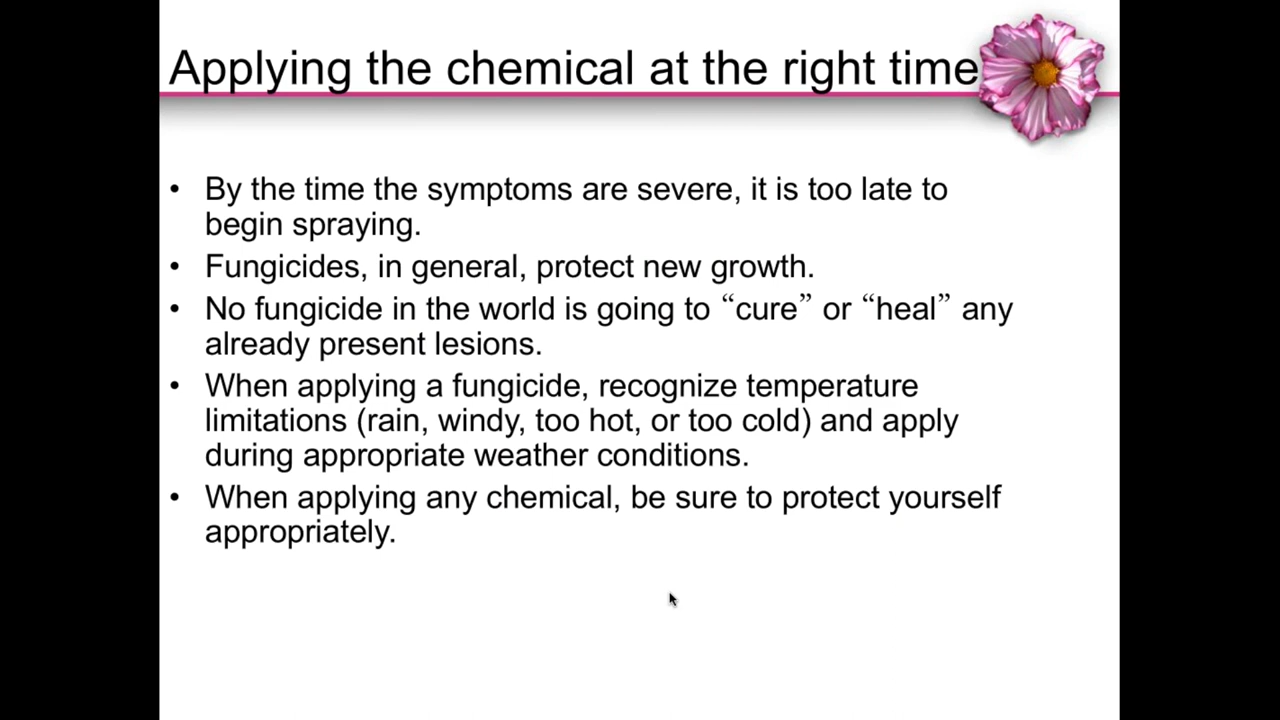 Applying the chemical at the right time
• By the time the symptoms are severe, it is too late to
begin spraying.
• Fungicides, in general, protect new growth.
• No fungicide in the world is going to “cure” or “heal” any
already present lesions.
• When applying a fungicide, recognize temperature
limitations (rain, windy, too hot, or too cold) and apply
during appropriate weather conditions.
• When applying any chemical, be sure to protect yourself
appropriately.